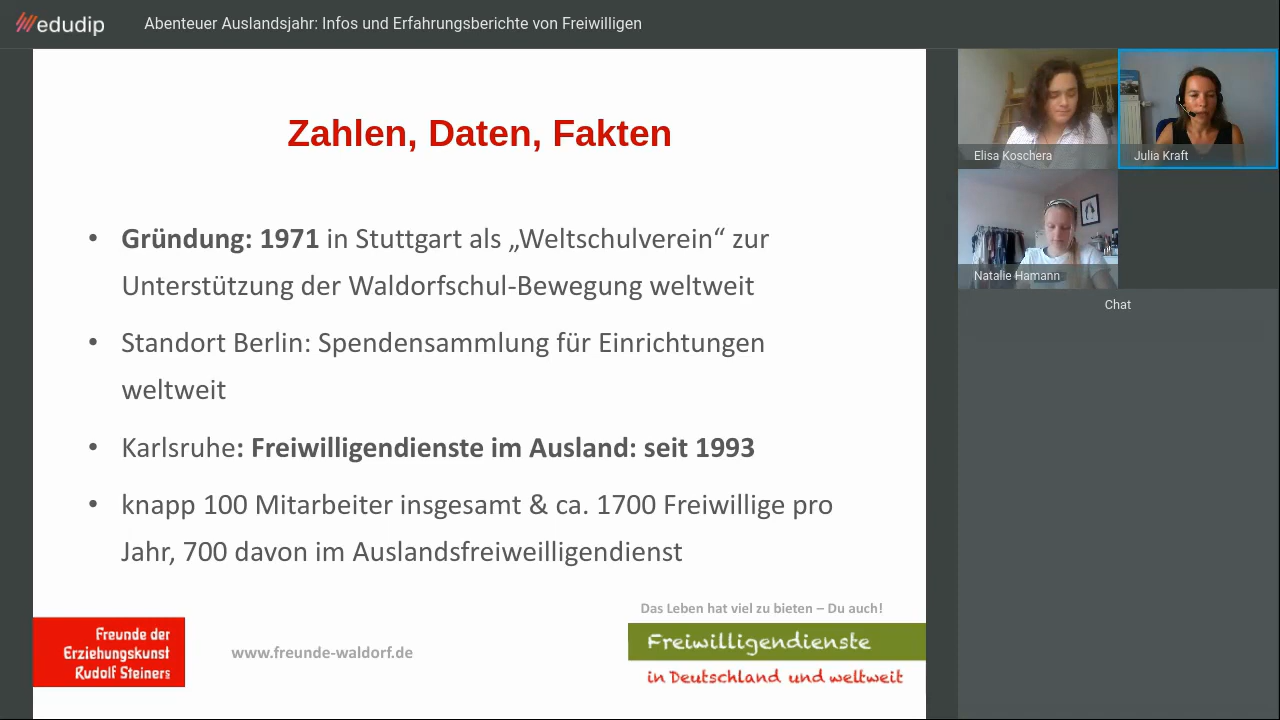 edudip
Abenteuer Auslandsjahr: Infos und Erfahrungsberichte von Freiwilligen
Zahlen, Daten, Fakten
• Gründung: 1971 in Stuttgart als „Weltschulverein“ zur
Unterstützung der Waldorfschul-Bewegung weltweit
• Standort Berlin: Spendensammlung für Einrichtungen
weltweit
• Karlsruhe: Freiwilligendienste im Ausland: seit 1993
• knapp 100 Mitarbeiter insgesamt & ca. 1700 Freiwillige pro
Jahr, 700 davon im Auslandsfreiweilligendienst
Freunde der
Erziehungskunst
Rudolf Steiners
www.freunde-waldorf.de
Das Leben hat viel zu bieten – Du auch!
Freiwilligendienste
in Deutschland und weltweit
Elisa Koschera
Julia Kraft
Natalie Hamann
Chat